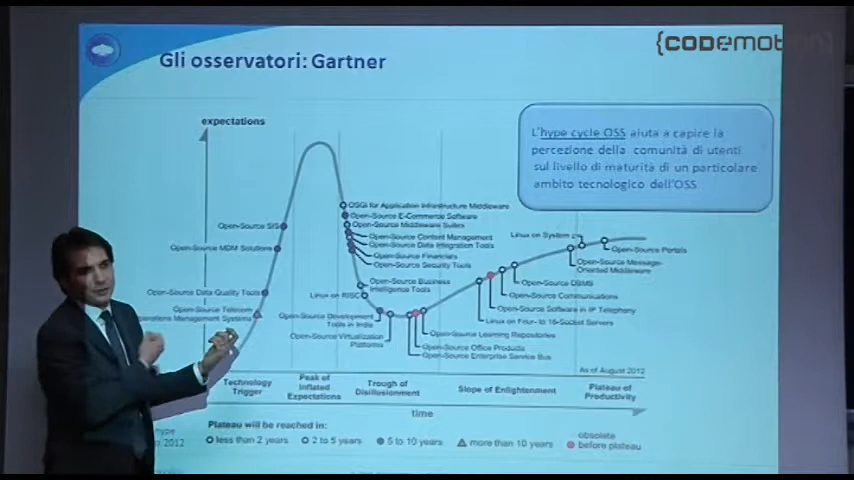 Gli osservatori: Gartner
{CODEMOTION}
expectations
L'hype cycle OSS aiuta a capire la
percezione della comunità di utenti
sul livello di maturità di un particolare
ambito tecnologico dell'OSS
OSGi for Application Infrastructure Middleware
Open-Source E-Commerce Software
Open-Source Middleware Suites
Open-Source Content Management
Open-Source Data Integration Tools
Open-Source Financials
Open-Source Security Tools
Open-Source SIS
Open-Source MDM Solutions
Open-Source Data Quality Tools
Open-Source Telecom
Operations Management Systems
Open-Source Business
Intelligence Tools
Linux on RISC
Open-Source Development
Tools in India
Open-Source Virtualization
Platforms
Linux on System z
Open-Source Portals
Open-Source Message-
Oriented Middleware
Open-Source DBMS
Open-Source Communications
Open-Source Software in IP Telephony
Linux on Four- to 16-Socket Servers
Open-Source Learning Repositories
Open-Source Office Products
Open-Source Enterprise Service Bus
As of August 2012
Technology
Trigger
Peak of
Inflated
Expectations
Trough of
Disillusionment
Slope of Enlightenment
Plateau of
Productivity
time
Plateau will be reached in:
less than 2 years
2 to 5 years
5 to 10 years
more than 10 years
obsolete
before plateau
hype
2012